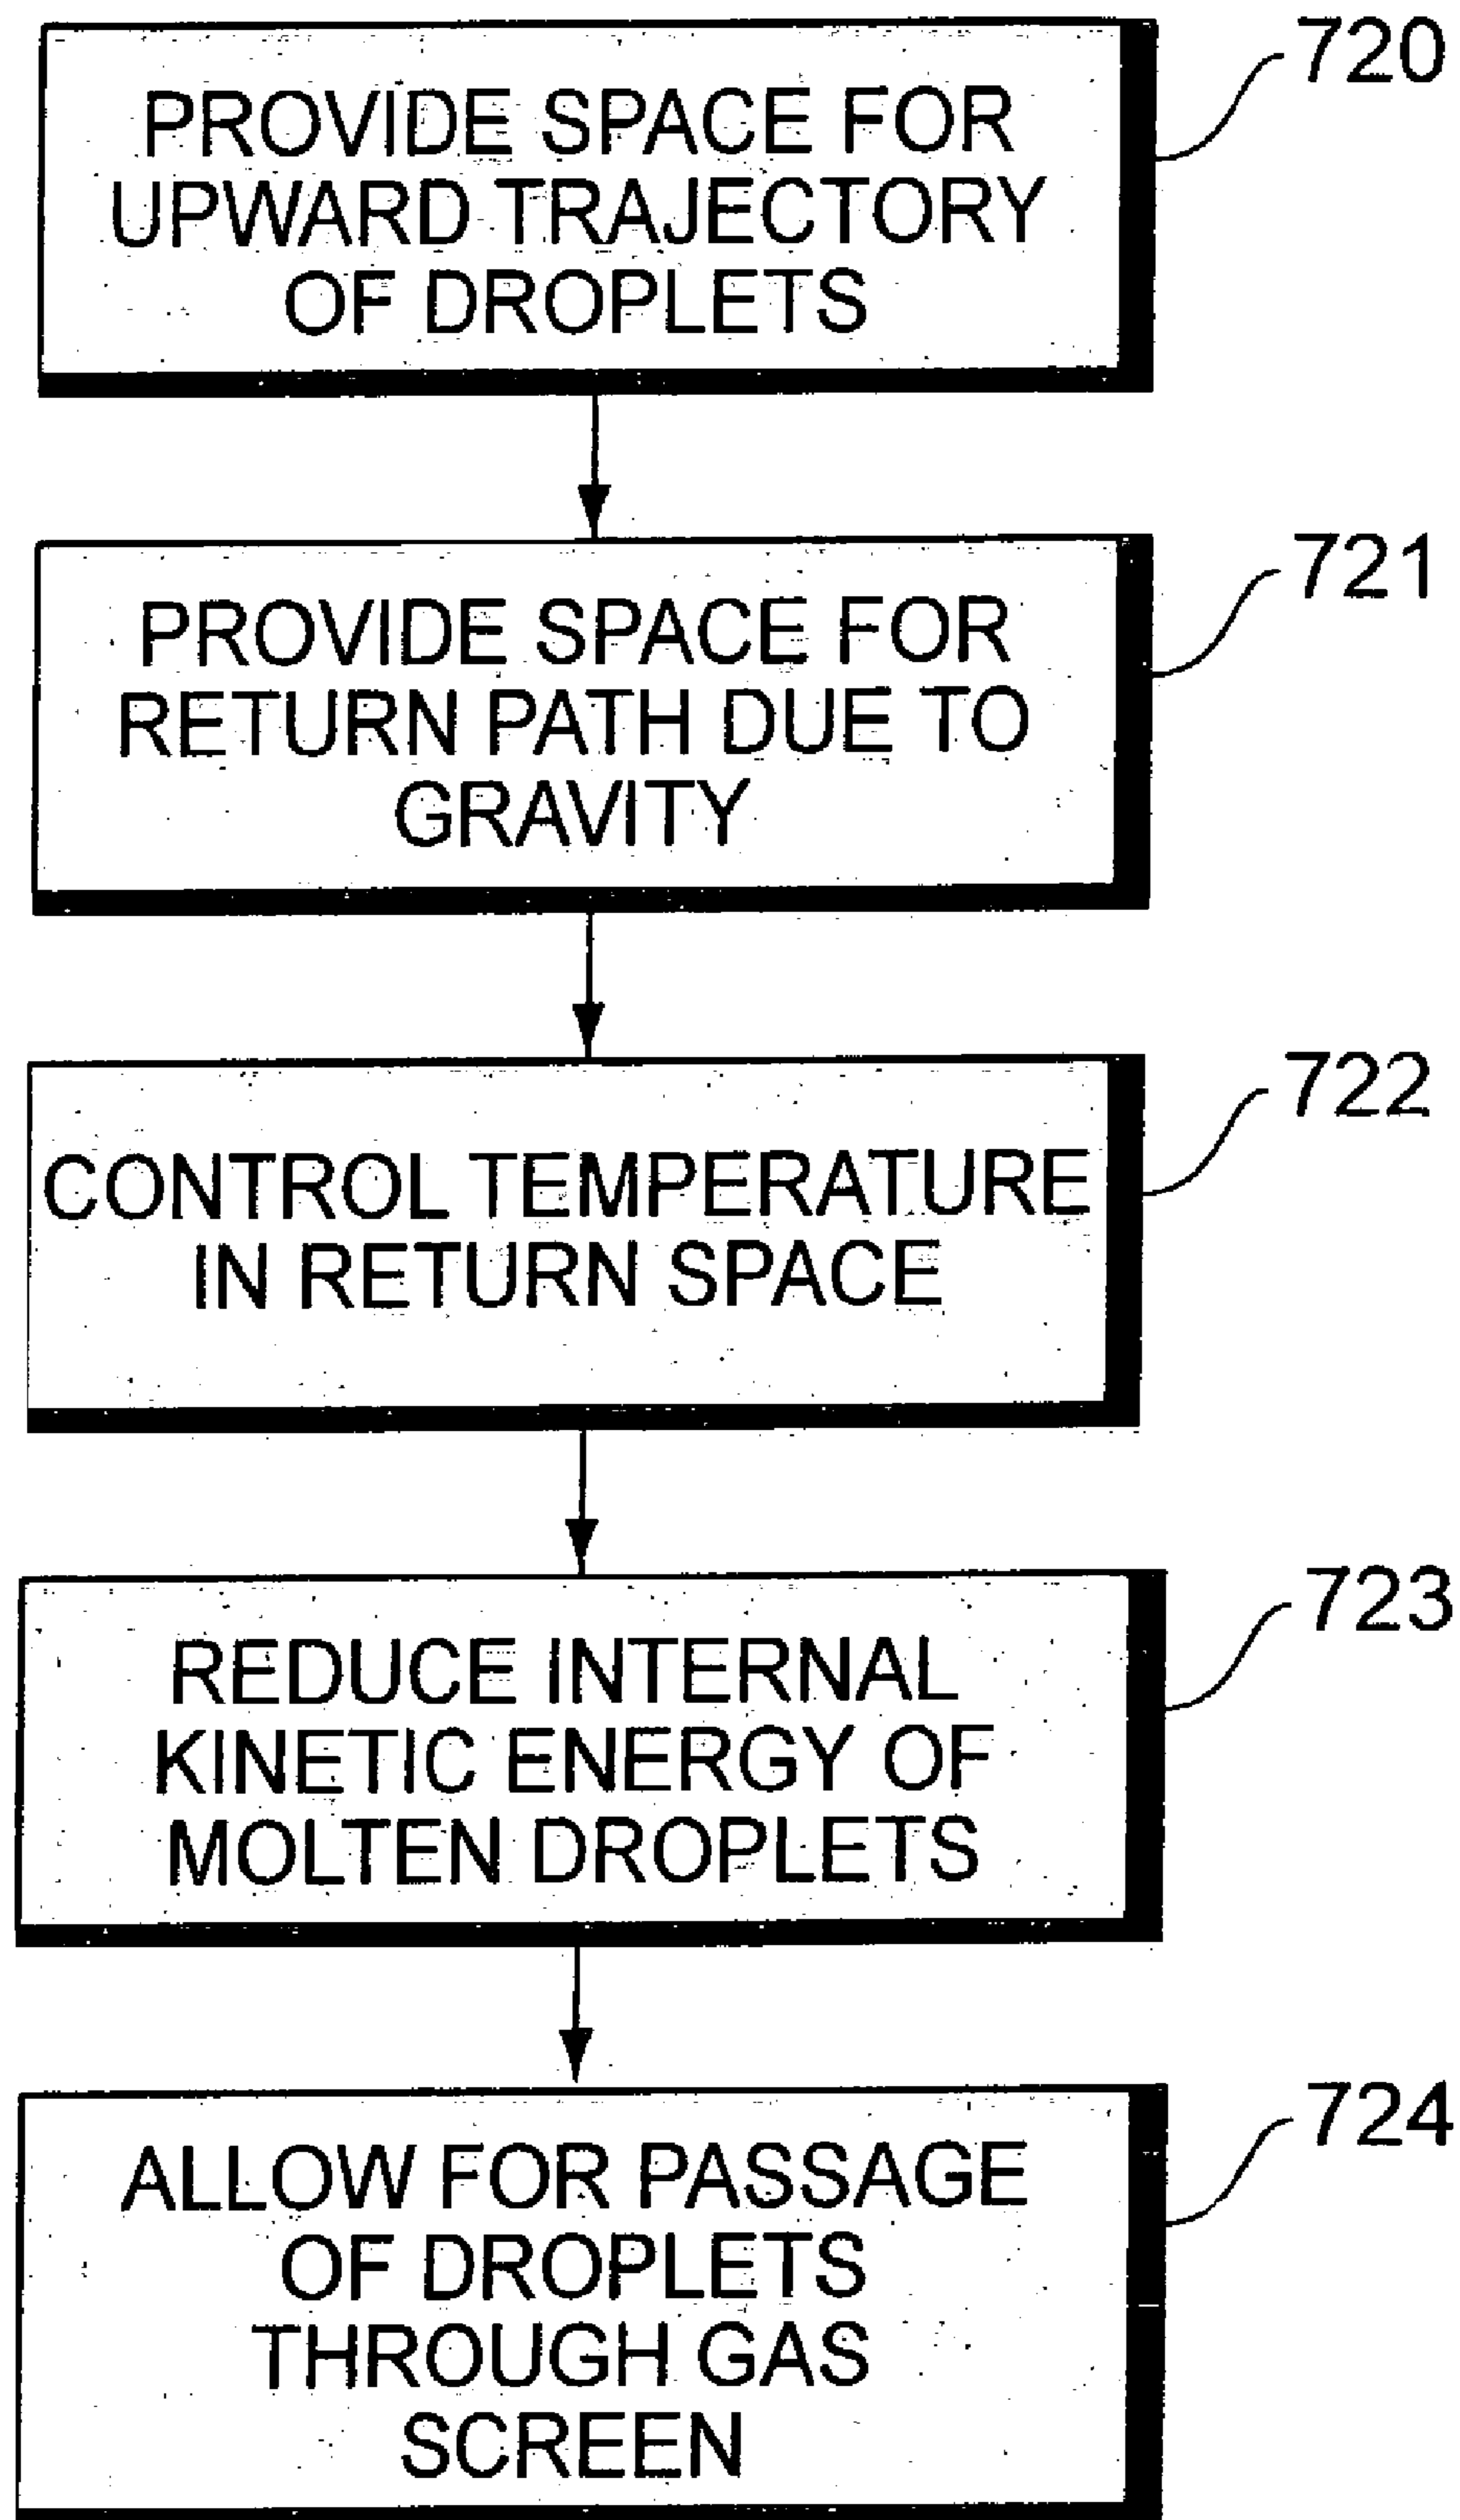 720
PROVIDE SPACE FOR
UPWARD TRAJECTORY
OF DROPLETS
721
PROVIDE SPACE FOR
RETURN PATH DUE TO
GRAVITY
722
CONTROL TEMPERATURE
IN RETURN SPACE
723
REDUCE INTERNAL
KINETIC ENERGY OF
MOLTEN DROPLETS
724
ALLOW FOR PASSAGE
OF DROPLETS
THROUGH GAS
SCREEN